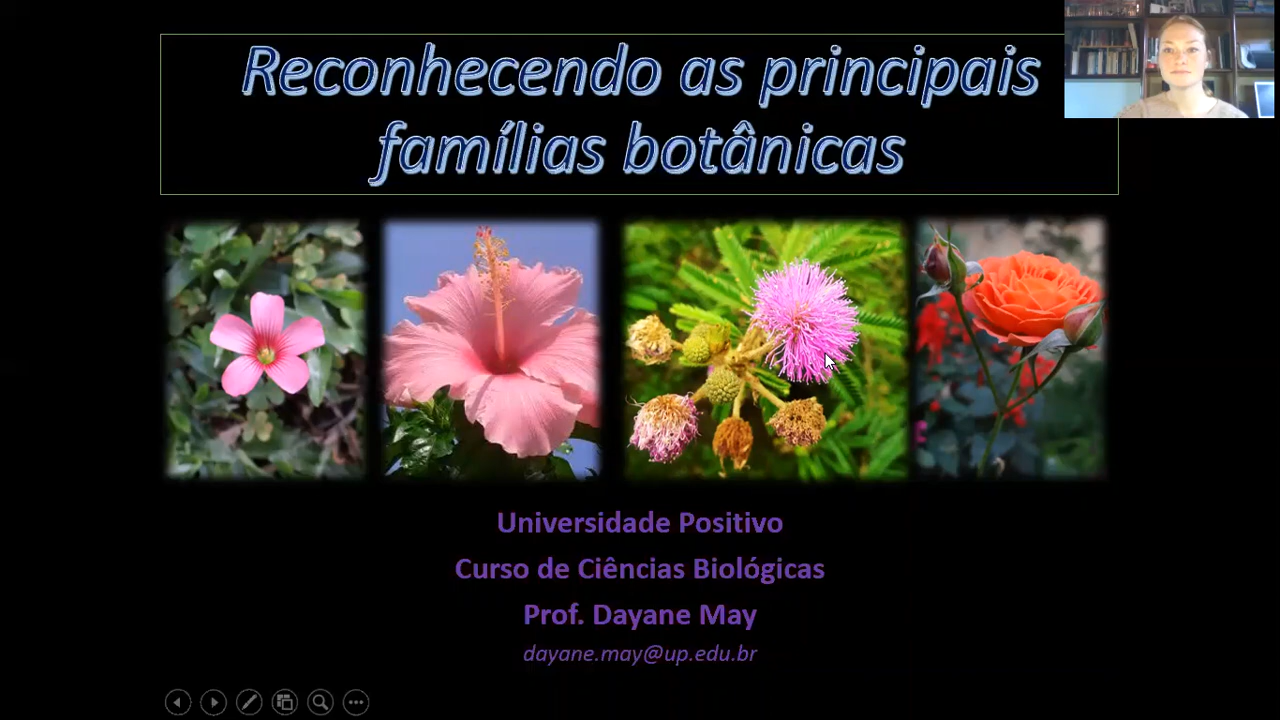 Reconhecendo as principais
famílias botânicas
Universidade Positivo
Curso de Ciências Biológicas
Prof. Dayane May
dayane.may@up.edu.br